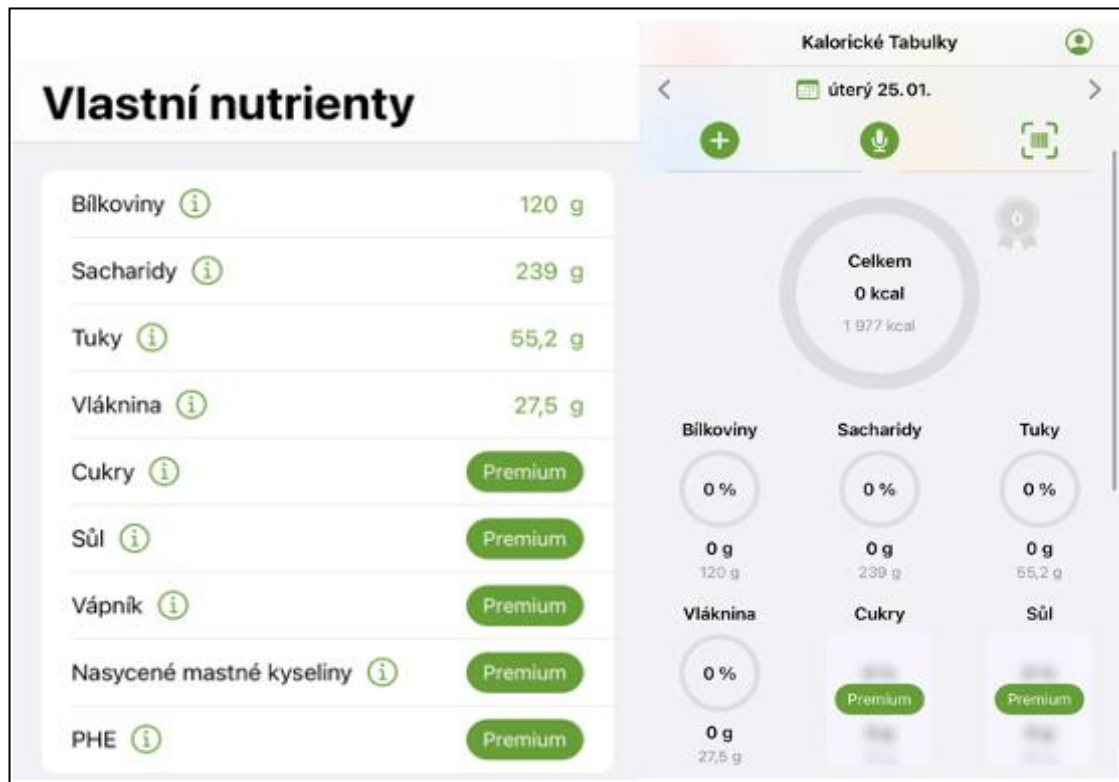 Vlastní nutrienty
Bílkoviny 120 g
Sacharidy 239 g
Tuky 55,2 g
Vláknina 27,5 g
Cukry Premium
Sůl Premium
Vápník Premium
Nasycené mastné kyseliny Premium
PHE Premium
Kalorické Tabulky
úterý 25.01.
0
Celkem
0 kcal
1 977 kcal
Bílkoviny Sacharidy Tuky
0 % 0 % 0 %
0 g 0 g 0 g
120 g 239 g 55,2 g
Vláknina Cukry Sůl
0 % Premium Premium
0 g
27,5 g